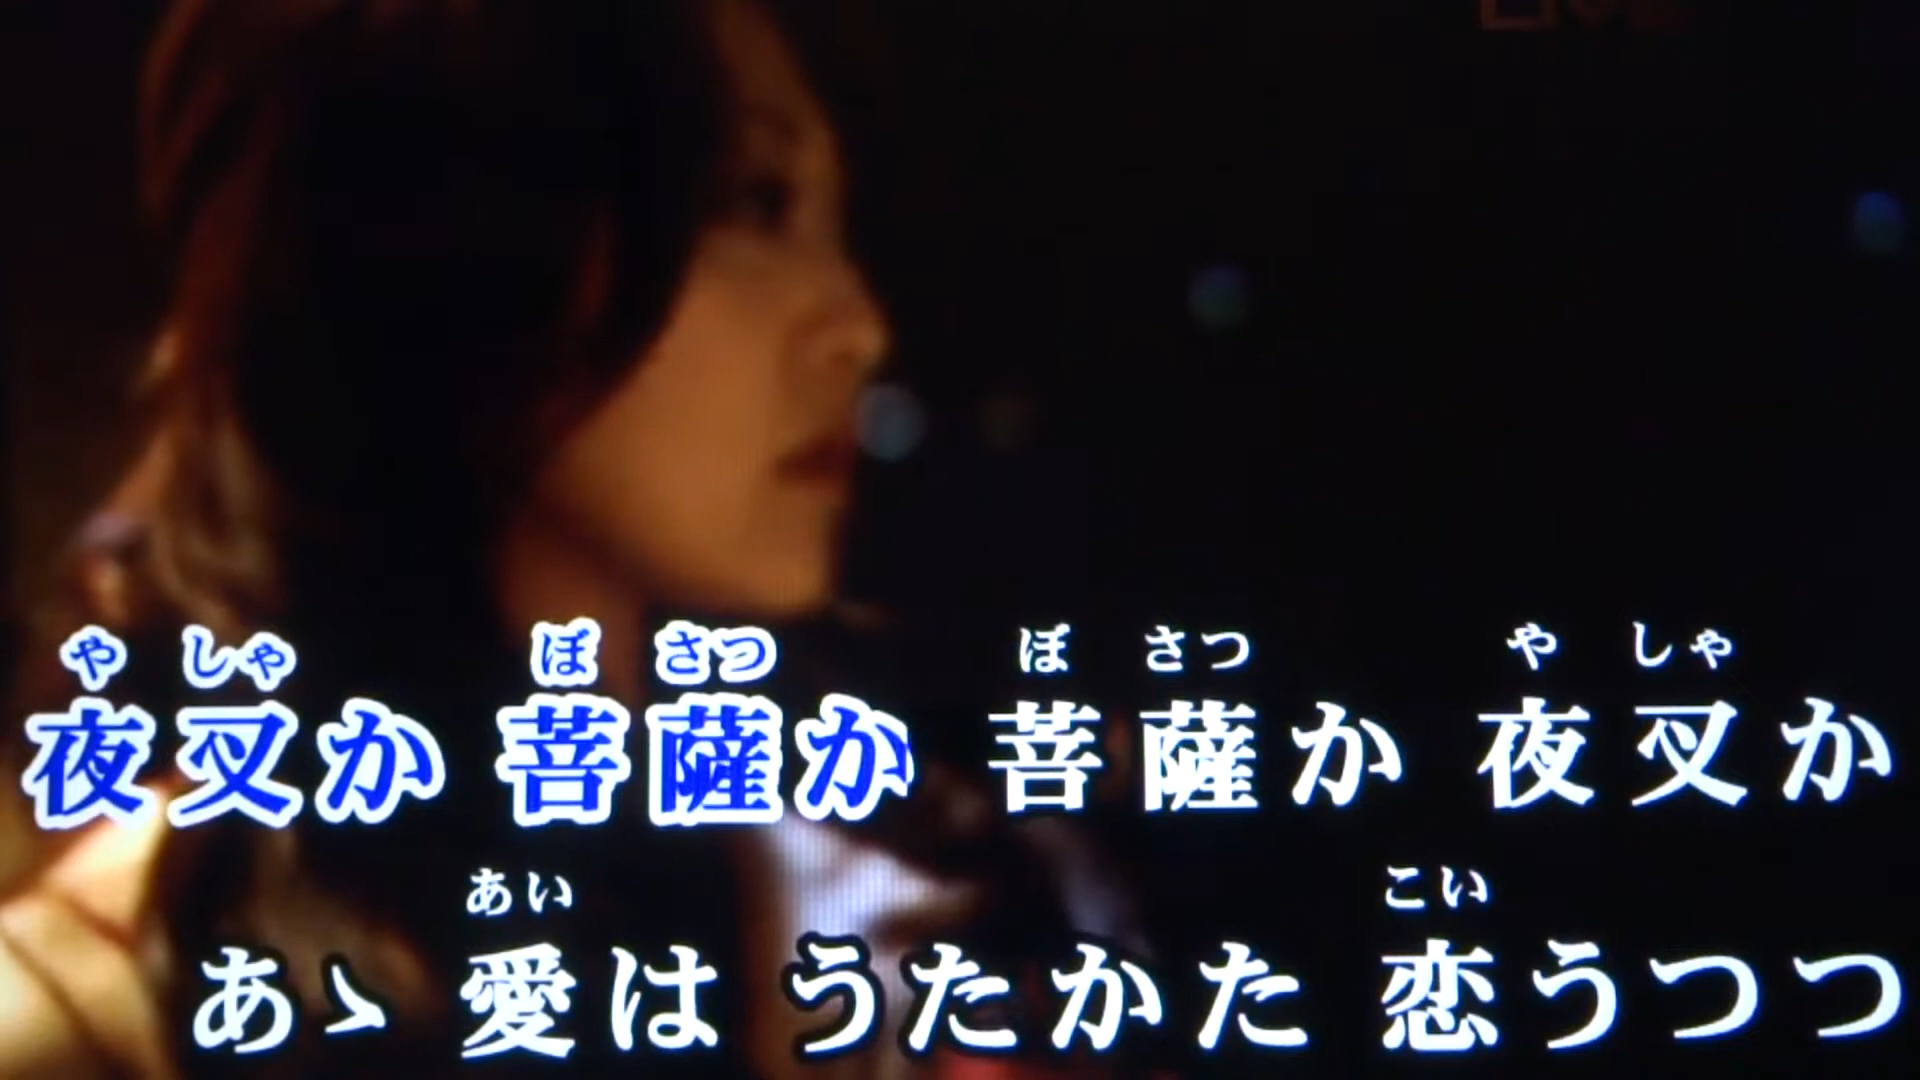 や しゃ ぼ さつ ぼ さつ や しゃ
夜叉か 菩薩か 菩薩か 夜叉か
あい こい
あゝ 愛は うたかた 恋うつつ